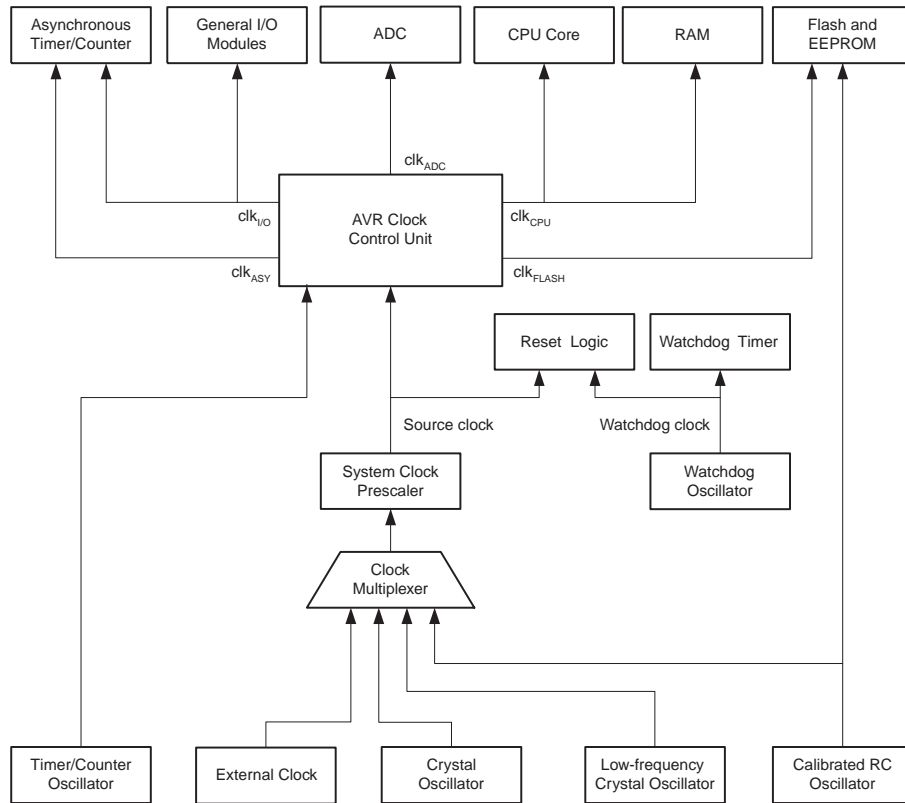 Asynchronous
Timer/Counter
General I/O
Modules
ADC
CPU Core
RAM
Flash and
EEPROM
clkADC
clkI/O
AVR Clock
Control Unit
clkCPU
clkASY
clkFLASH
Reset Logic
Watchdog Timer
Source clock
Watchdog clock
System Clock
Prescaler
Watchdog
Oscillator
Clock
Multiplexer
Timer/Counter
Oscillator
External Clock
Crystal
Oscillator
Low-frequency
Crystal Oscillator
Calibrated RC
Oscillator